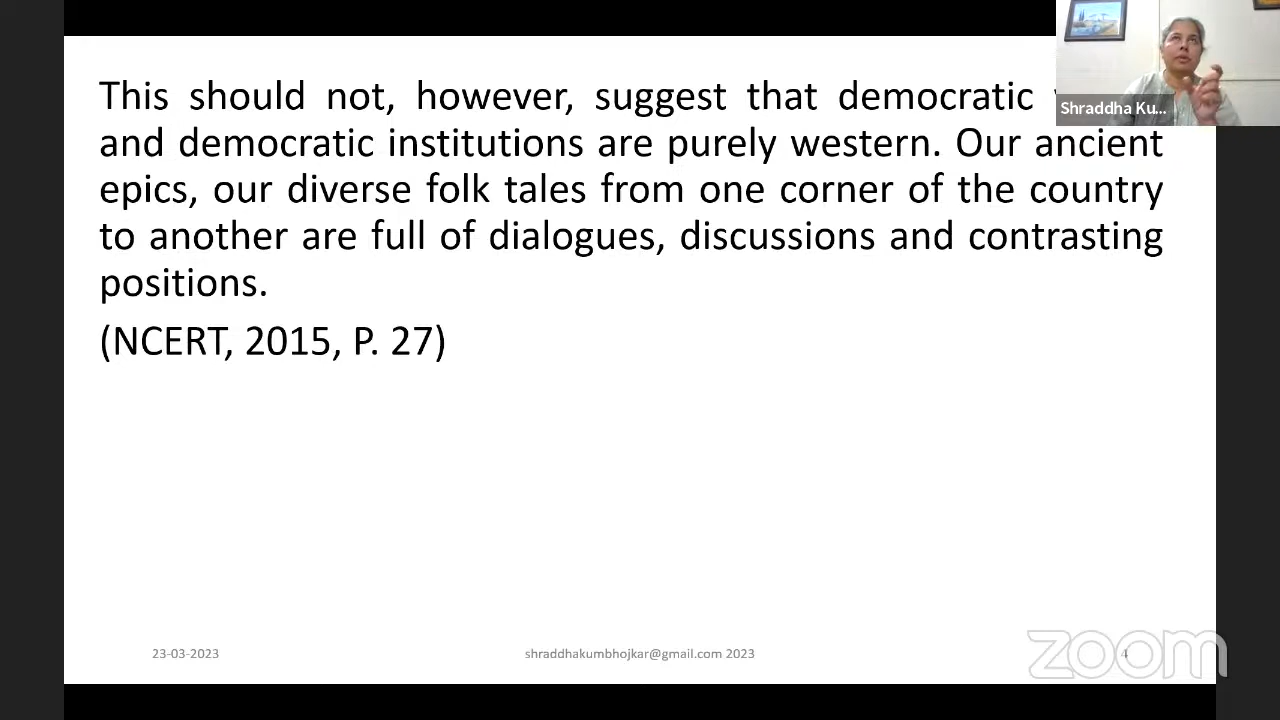 This should not, however, suggest that democratic
and democratic institutions are purely western. Our ancient
epics, our diverse folk tales from one corner of the country
to another are full of dialogues, discussions and contrasting
positions.
(NCERT, 2015, P. 27)
Shraddha Ku...
23-03-2023
shraddhakumbhojkar@gmail.com 2023
4
zoom